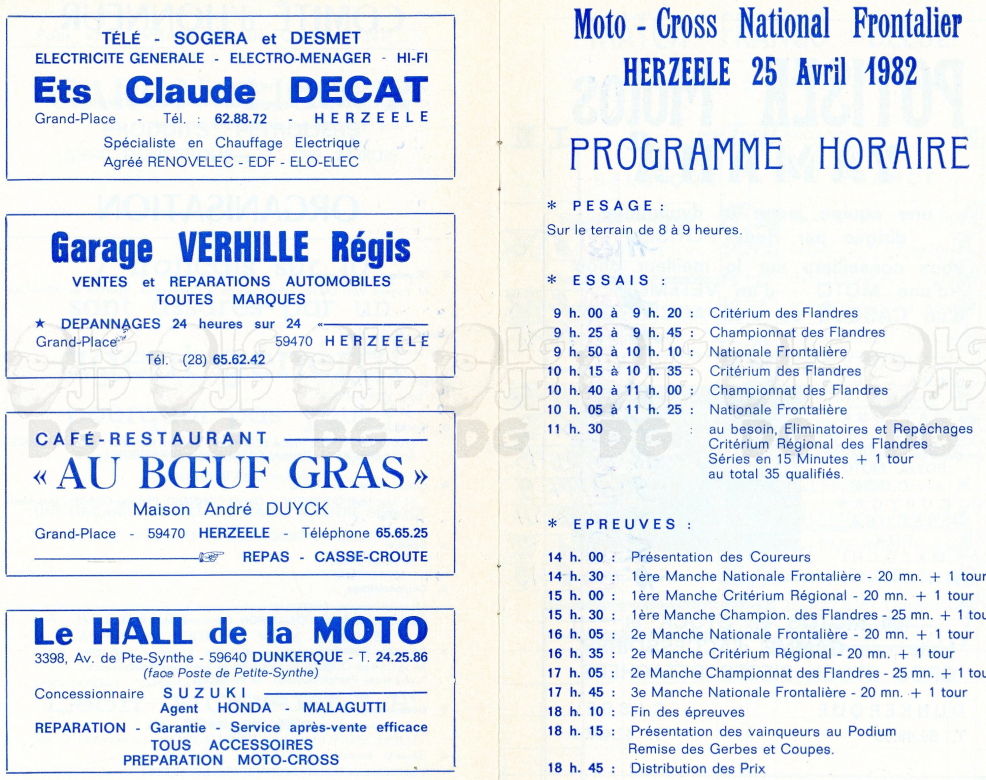 TÉLÉ - SOGERA et DESMET
ELECTRICITE GENERALE - ELECTRO-MENAGER - HI-FI
Ets Claude DECAT
Grand-Place - Tél. : 62.88.72 - HERZEELE
Spécialiste en Chauffage Electrique
Agréé RENOVELEC - EDF - ELO-ELEC
Garage VERHILLE Régis
VENTES et REPARATIONS AUTOMOBILES
TOUTES MARQUES
★ DEPANNAGES 24 heures sur 24
Grand-Place 59470 HERZEELE
Tél. (28) 65.62.42
CAFÉ-RESTAURANT
« AU BŒUF GRAS »
Maison André DUYCK
Grand-Place - 59470 HERZEELE - Téléphone 65.65.25
REPAS - CASSE-CROUTE
Le HALL de la MOTO
3398, Av. de Pte-Synthe - 59640 DUNKERQUE - T. 24.25.86
(face Poste de Petite-Synthe)
Concessionnaire SUZUKI
Agent HONDA - MALAGUTTI
REPARATION - Garantie - Service après-vente efficace
TOUS ACCESSOIRES
PREPARATION MOTO-CROSS
Moto - Cross National Frontalier
HERZEELE 25 Avril 1982
PROGRAMME HORAIRE
* PESAGE :
Sur le terrain de 8 à 9 heures.
* ESSAIS :
9 h. 00 à 9 h. 20 : Critérium des Flandres
9 h. 25 à 9 h. 45 : Championnat des Flandres
9 h. 50 à 10 h. 10 : Nationale Frontalière
10 h. 15 à 10 h. 35 : Critérium des Flandres
10 h. 40 à 11 h. 00 : Championnat des Flandres
10 h. 05 à 11 h. 25 : Nationale Frontalière
11 h. 30 : au besoin, Eliminatoires et Repêchages
Critérium Régional des Flandres
Séries en 15 Minutes + 1 tour
au total 35 qualifiés.
* EPREUVES :
14 h. 00 : Présentation des Coureurs
14 h. 30 : 1ère Manche Nationale Frontalière - 20 mn. + 1 tour
15 h. 00 : 1ère Manche Critérium Régional - 20 mn. + 1 tour
15 h. 30 : 1ère Manche Champion. des Flandres - 25 mn. + 1 tou
16 h. 05 : 2e Manche Nationale Frontalière - 20 mn. + 1 tour
16 h. 35 : 2e Manche Critérium Régional - 20 mn. + 1 tour
17 h. 05 : 2e Manche Championnat des Flandres - 25 mn. + 1 tou
17 h. 45 : 3e Manche Nationale Frontalière - 20 mn. + 1 tour
18 h. 10 : Fin des épreuves
18 h. 15 : Présentation des vainqueurs au Podium
Remise des Gerbes et Coupes.
18 h. 45 : Distribution des Prix